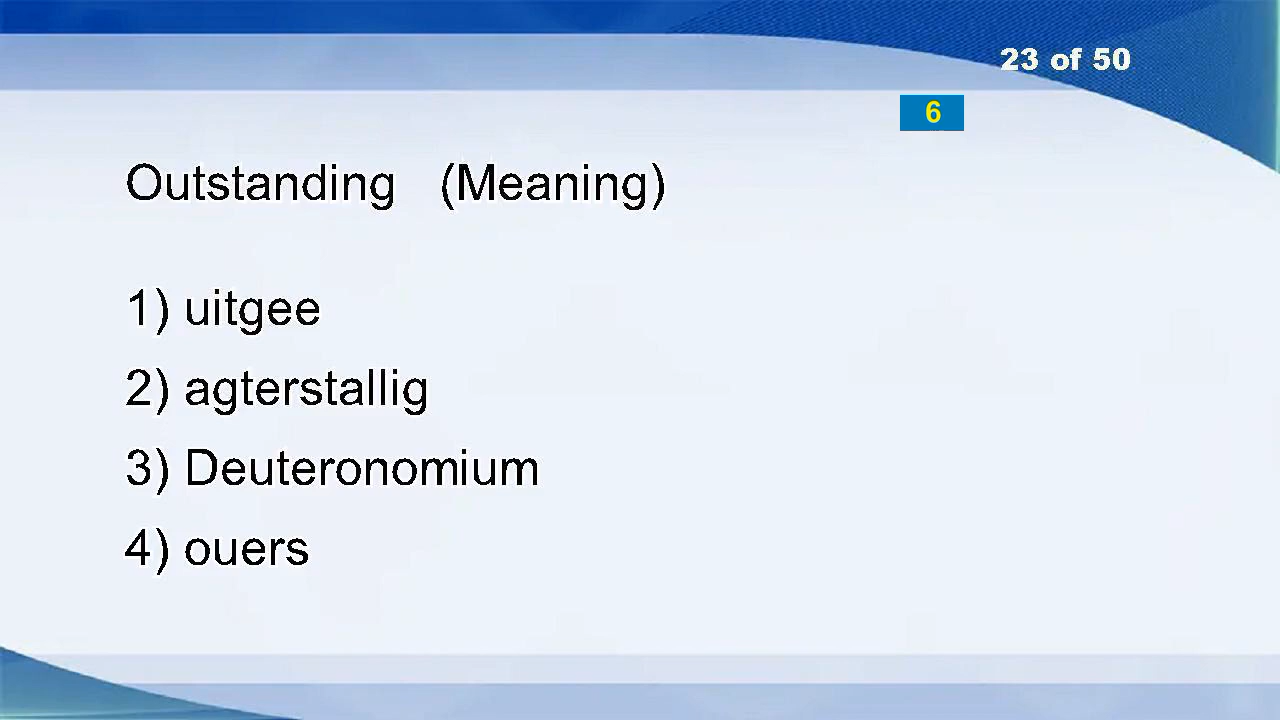 23 of 50
6
Outstanding (Meaning)
1) uitgee
2) agterstallig
3) Deuteronomium
4) ouers